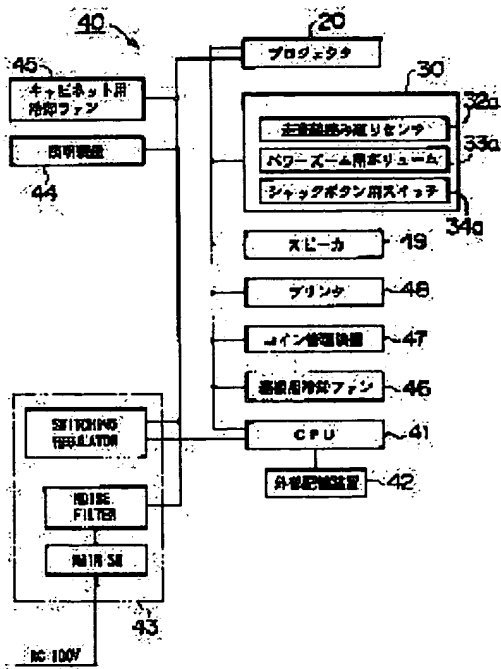 40
20
プロジェクタ
45
キャビネット用
冷却ファン
30
32a
走査線読み取りセンサ
照明装置
44
パワーズーム用ボリューム
33a
シャッタボタン用スイッチ
34a
スピーカ
49
プリンタ
48
コイン管理装置
47
基板用冷却ファン
46
SWITCHING
REGULATOR
CPU
41
外部記憶装置
42
NOISE
FILTER
MAIN SW
43
AC 100V